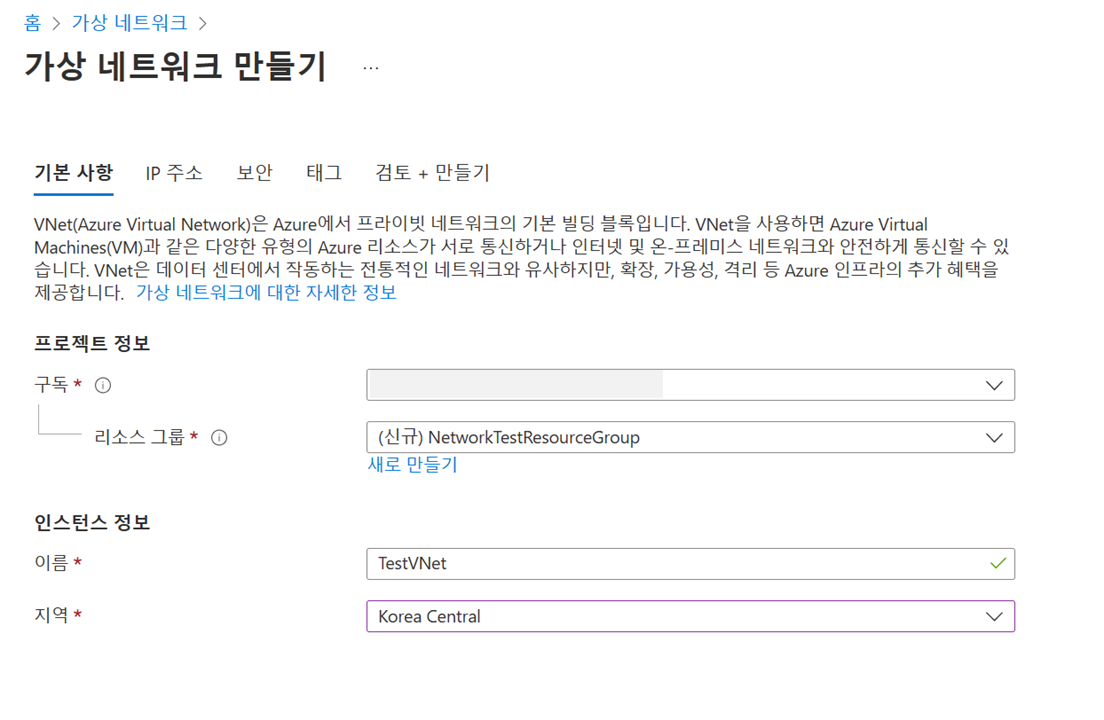 홈 > 가상 네트워크 >
가상 네트워크 만들기 ...
기본 사항 IP 주소 보안 태그 검토 + 만들기
VNet(Azure Virtual Network)은 Azure에서 프라이빗 네트워크의 기본 빌딩 블록입니다. VNet을 사용하면 Azure Virtual
Machines(VM)과 같은 다양한 유형의 Azure 리소스가 서로 통신하거나 인터넷 및 온-프레미스 네트워크와 안전하게 통신할 수 있
습니다. VNet은 데이터 센터에서 작동하는 전통적인 네트워크와 유사하지만, 확장, 가용성, 격리 등 Azure 인프라의 추가 혜택을
제공합니다. 가상 네트워크에 대한 자세한 정보
프로젝트 정보
구독 *
리소스 그룹 * (신규) NetworkTestResourceGroup
새로 만들기
인스턴스 정보
이름 * TestVNet
지역 * Korea Central